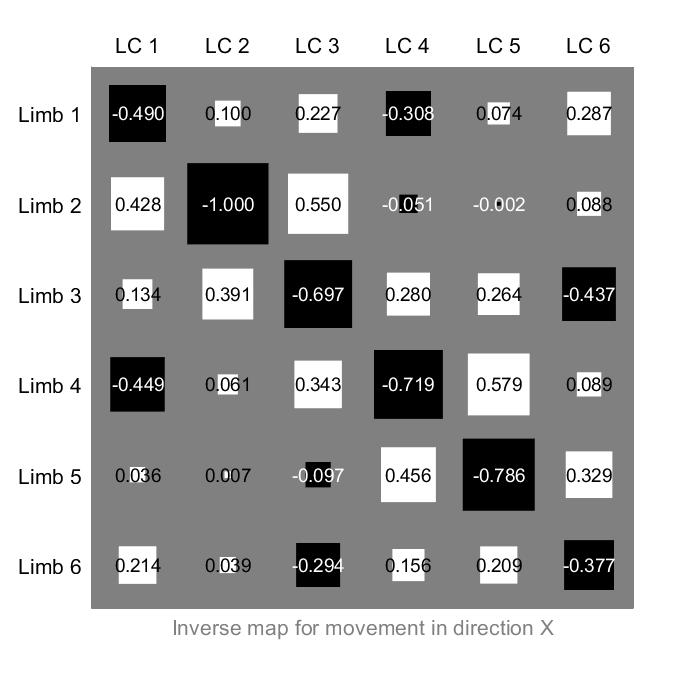 LC 1 LC 2 LC 3 LC 4 LC 5 LC 6
Limb 1 -0.490 0.100 0.227 -0.308 0.074 0.287
Limb 2 0.428 -1.000 0.550 -0.051 -0.002 0.088
Limb 3 0.134 0.391 -0.697 0.280 0.264 -0.437
Limb 4 -0.449 0.061 0.343 -0.719 0.579 0.089
Limb 5 0.036 0.007 -0.097 0.456 -0.786 0.329
Limb 6 0.214 0.039 -0.294 0.156 0.209 -0.377
Inverse map for movement in direction X